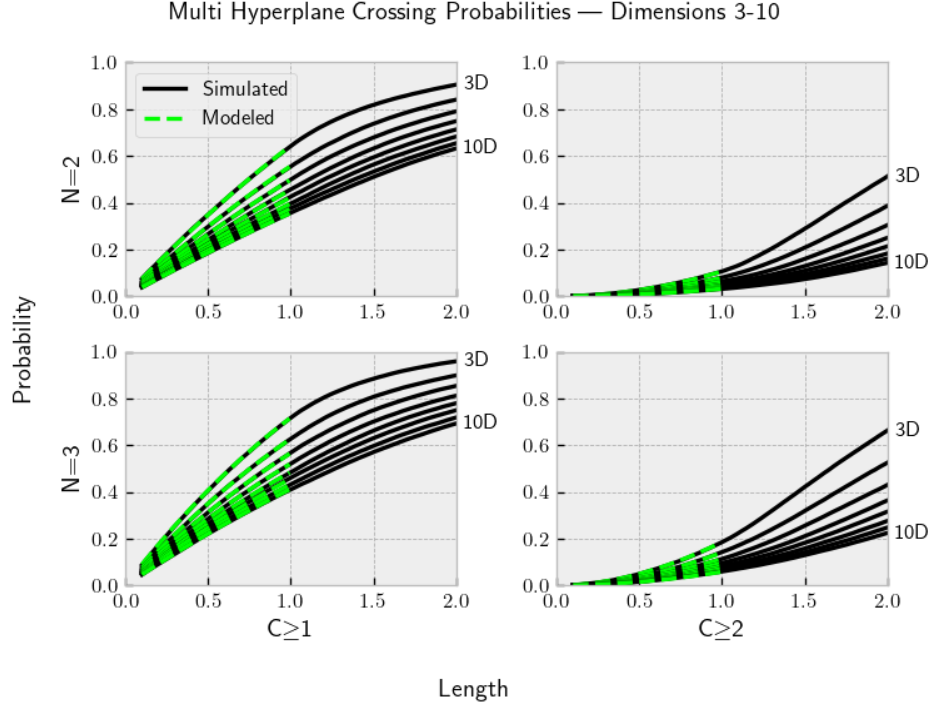 Multi Hyperplane Crossing Probabilities — Dimensions 3-10
Probability
N=2
1.0
0.8
0.6
0.4
0.2
0.0
Simulated
Modeled
3D
10D
0.0 0.5 1.0 1.5 2.0
1.0
0.8
0.6
0.4
0.2
0.0
3D
10D
0.0 0.5 1.0 1.5 2.0
N=3
1.0
0.8
0.6
0.4
0.2
0.0
3D
10D
0.0 0.5 1.0 1.5 2.0
C≥1
1.0
0.8
0.6
0.4
0.2
0.0
3D
10D
0.0 0.5 1.0 1.5 2.0
C≥2
Length